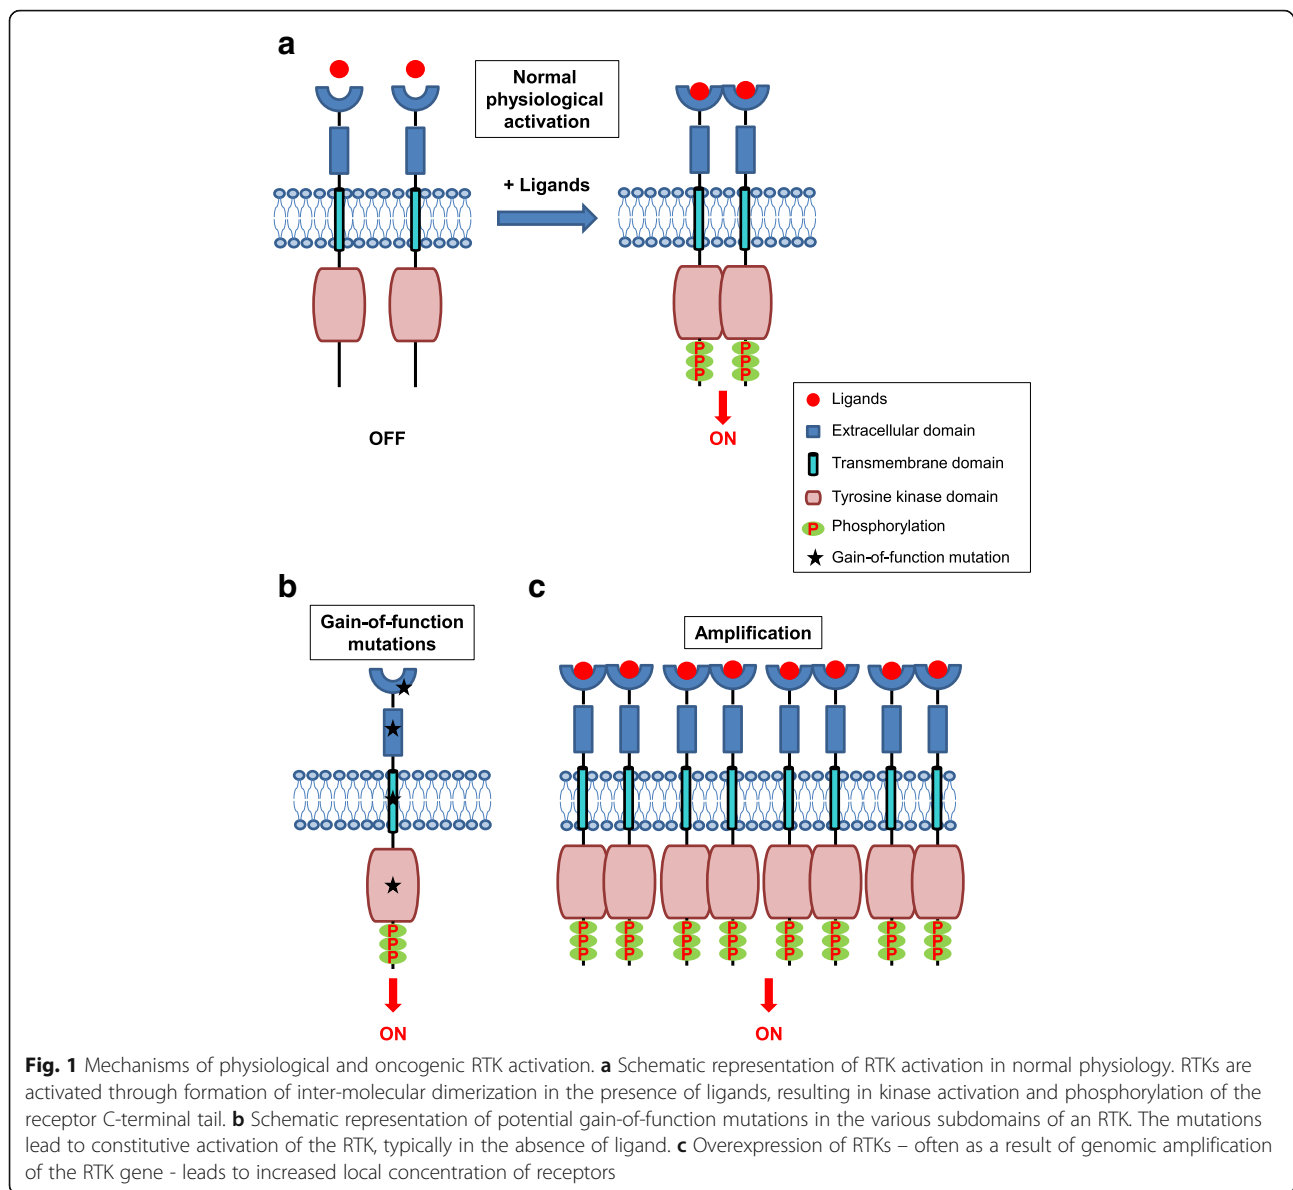 a
Normal
physiological
activation
+ Ligands
P P
P P
P P
OFF
ON
Ligands
Extracellular domain
Transmembrane domain
Tyrosine kinase domain
P Phosphorylation
Gain-of-function mutation
b
Gain-of-function
mutations
P
P
P
ON
c
Amplification
P P P P P P P P
P P P P P P P P
P P P P P P P P
ON
Fig. 1 Mechanisms of physiological and oncogenic RTK activation. a Schematic representation of RTK activation in normal physiology. RTKs are
activated through formation of inter-molecular dimerization in the presence of ligands, resulting in kinase activation and phosphorylation of the
receptor C-terminal tail. b Schematic representation of potential gain-of-function mutations in the various subdomains of an RTK. The mutations
lead to constitutive activation of the RTK, typically in the absence of ligand. c Overexpression of RTKs – often as a result of genomic amplification
of the RTK gene - leads to increased local concentration of receptors